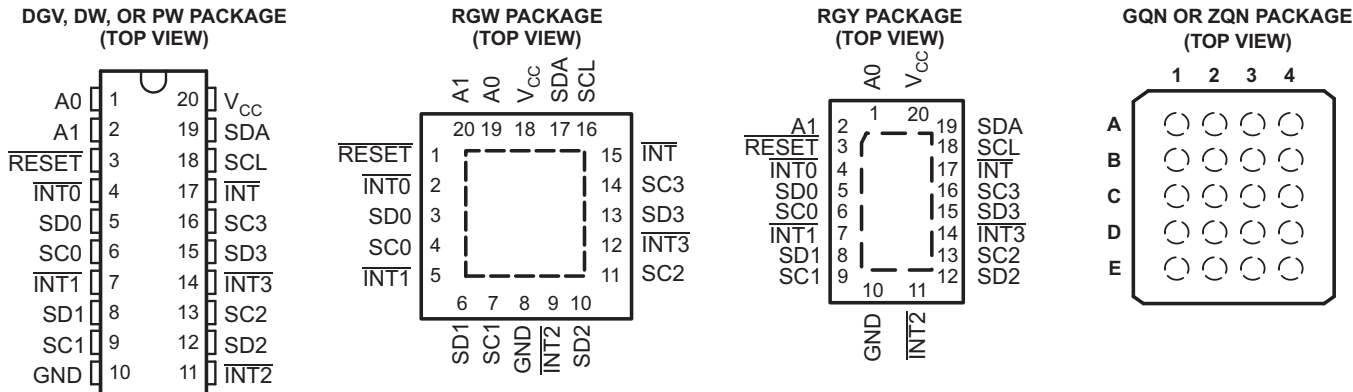 DGV, DW, OR PW PACKAGE
(TOP VIEW)
A0 1 20 VCC
A1 2 19 SDA
RESET 3 18 SCL
INT0 4 17 INT
SD0 5 16 SC3
SC0 6 15 SD3
INT1 7 14 INT3
SD1 8 13 SC2
SC1 9 12 SD2
GND 10 11 INT2
RGW PACKAGE
(TOP VIEW)
A1 A0 VCC SDA SCL
20 19 18 17 16
RESET 1 15 INT
INT0 2 14 SC3
SD0 3 13 SD3
SC0 4 12 INT3
INT1 5 11 SC2
6 7 8 9 10
SD1 SC1 GND INT2 SD2
RGY PACKAGE
(TOP VIEW)
A0 VCC
1 20
A1 2 19 SDA
RESET 3 18 SCL
INT0 4 17 INT
SD0 5 16 SC3
SC0 6 15 SD3
INT1 7 14 INT3
SD1 8 13 SC2
SC1 9 12 SD2
10 11
GND INT2
GQN OR ZQN PACKAGE
(TOP VIEW)
1 2 3 4
A
B
C
D
E